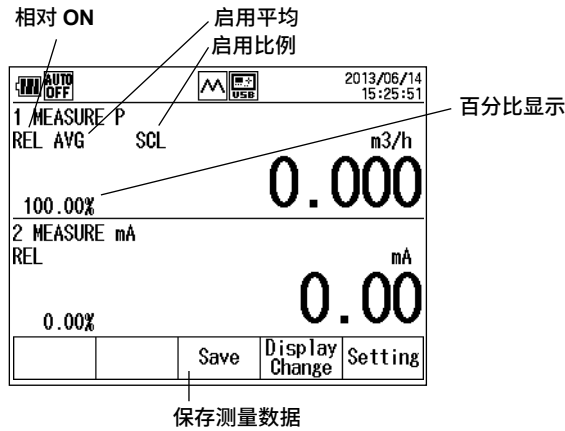 相对 ON
启用平均
启用比例
AUTO OFF
USB
2013/06/14
15:25:51
百分比显示
1 MEASURE P
REL AVG SCL
m3/h
0.000
100.00%
2 MEASURE mA
REL
mA
0.00
0.00%
Save
Display Change
Setting
保存测量数据